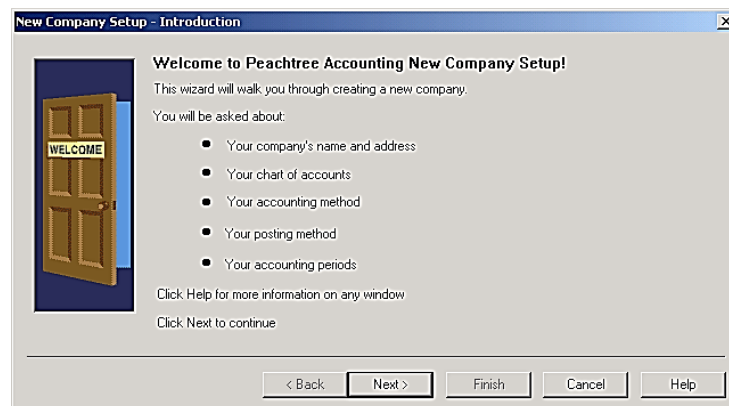 New Company Setup - Introduction
Welcome to Peachtree Accounting New Company Setup!
This wizard will walk you through creating a new company.
You will be asked about:
WELCOME
• Your company's name and address
• Your chart of accounts
• Your accounting method
• Your posting method
• Your accounting periods
Click Help for more information on any window
Click Next to continue
< Back Next > Finish Cancel Help